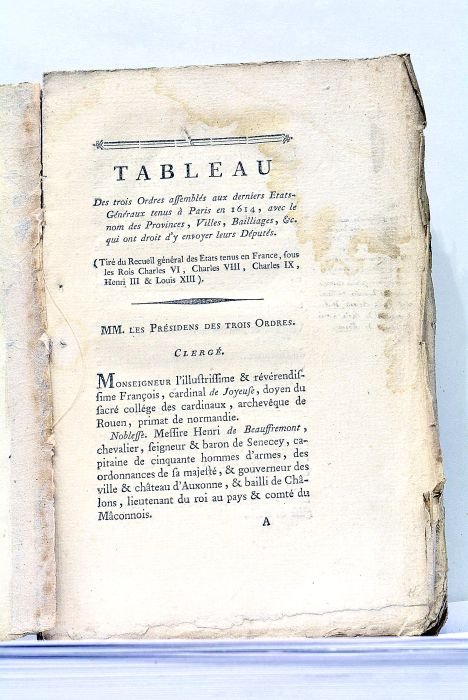 TABLEAU
Des trois Ordres aſſemblés aux derniers Etats-
Généraux tenus à Paris en 1614, avec le
nom des Provinces, Villes, Bailliages, &c.
qui ont droit d'y envoyer leurs Députés.
(Tiré du Recueil général des Etats tenus en France, ſous
les Rois Charles VI, Charles VIII, Charles IX,
Henri III & Louis XIII).
MM. LES PRÉSIDENS DES TROIS ORDRES.
CLERGÉ.
MONSEIGNEUR l'illuſtriſſime & révérendiſ-
ſime François, cardinal de Joyeuſe, doyen du
ſacré collége des cardinaux, archevêque de
Rouen, primat de normandie.
Nobleſſe. Meſſire Henri de Beauffremont,
chevalier, ſeigneur & baron de Senecey, ca-
pitaine de cinquante hommes d'armes, des
ordonnances de ſa majeſté, & gouverneur des
ville & château d'Auxonne, & bailli de Châ-
lons, lieutenant du roi au pays & comté du
Mâconnois.
A